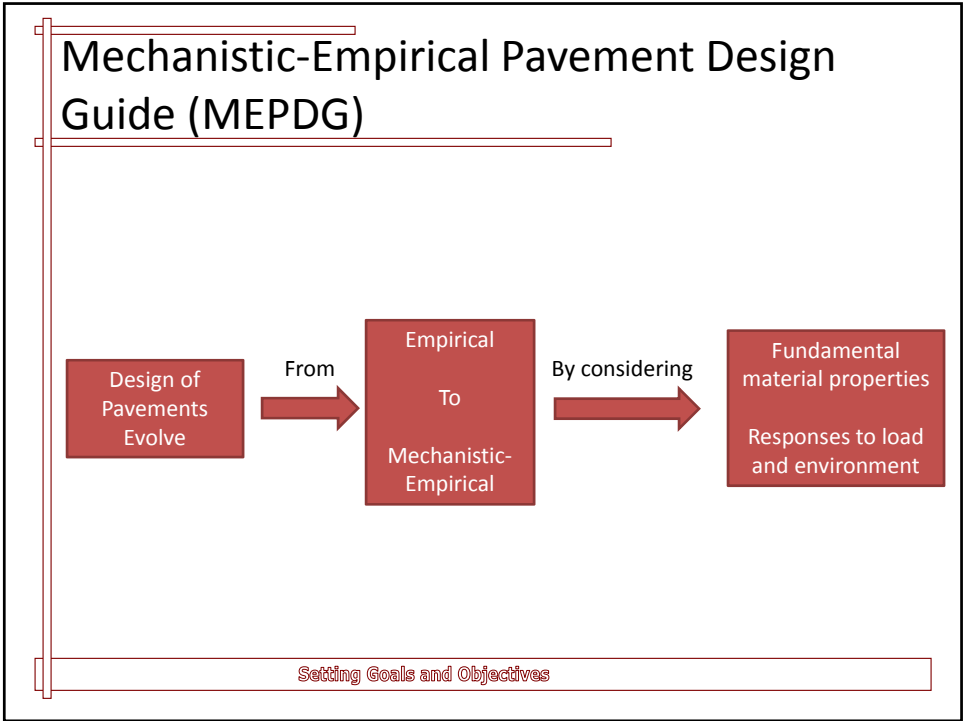 Mechanistic-Empirical Pavement Design
Guide (MEPDG)
Design of
Pavements
Evolve
From
Empirical
To
Mechanistic-
Empirical
By considering
Fundamental
material properties
Responses to load
and environment
Setting Goals and Objectives